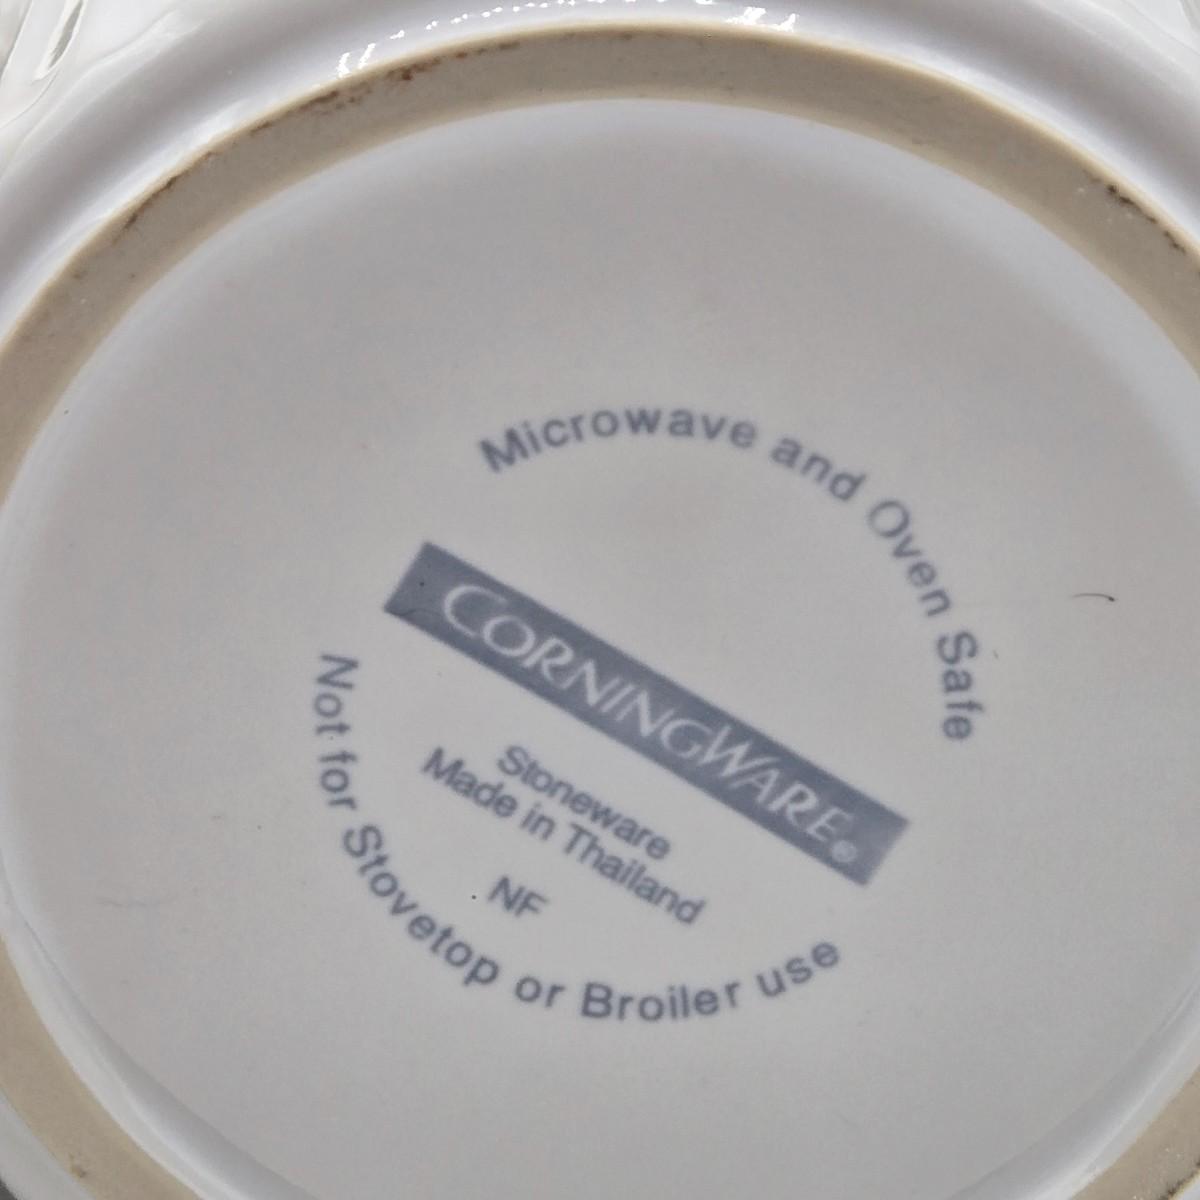 Microwave and Oven Safe
CORNINGWARE®
Stoneware
Made in Thailand
NF
Not for Stovetop or Broiler use